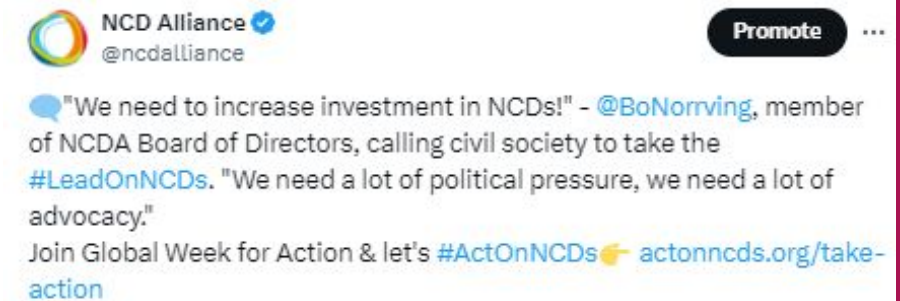 NCD Alliance
@ncdalliance
Promote
"We need to increase investment in NCDs!" - @BoNorrving, member
of NCDA Board of Directors, calling civil society to take the
#LeadOnNCDs. "We need a lot of political pressure, we need a lot of
advocacy."
Join Global Week for Action & let's #ActOnNCDs👉 actonncds.org/take-
action